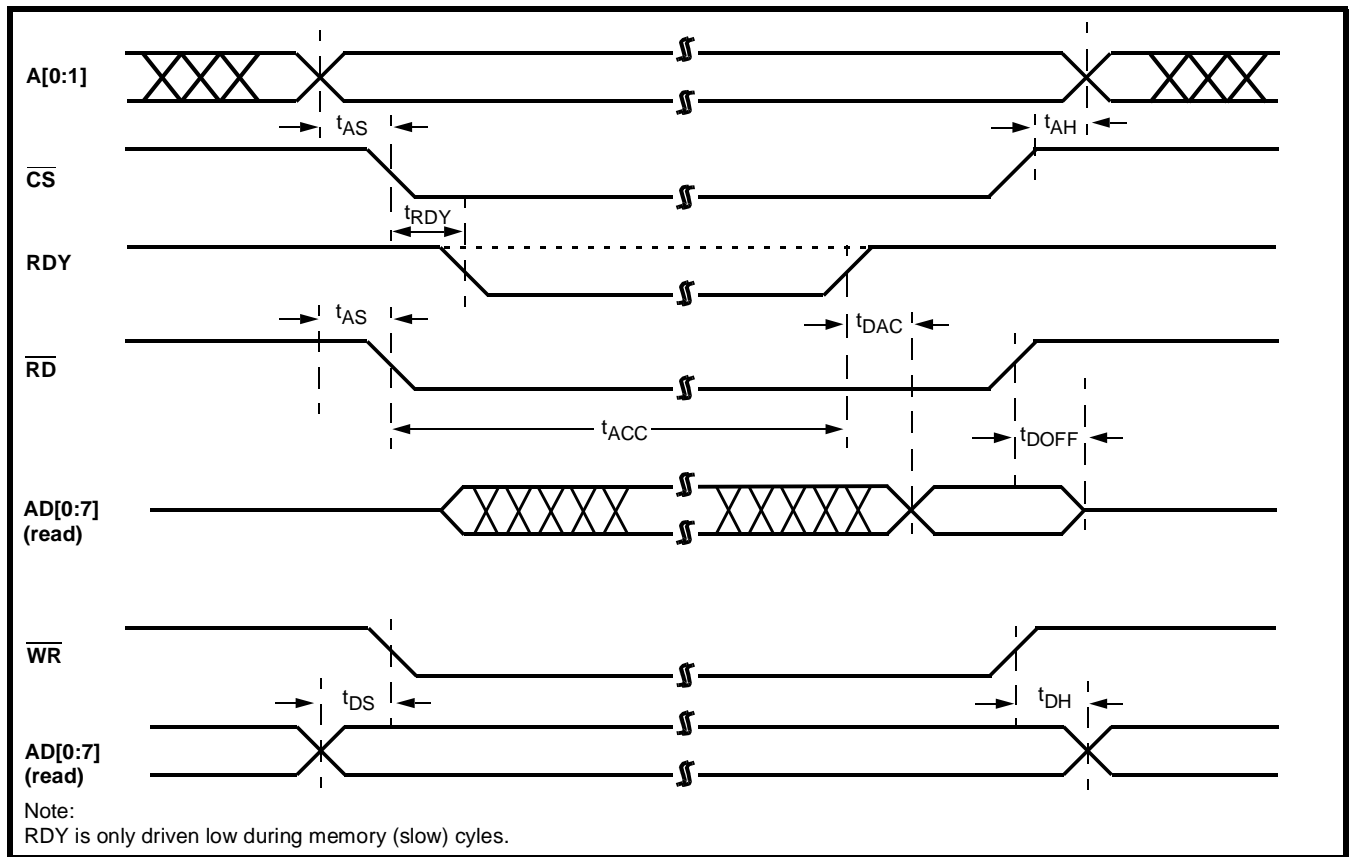 A[0:1]
tAS
tAH
CS
tRDY
RDY
tAS
tDAC
RD
tACC
tDOFF
AD[0:7]
(read)
WR
tDS
tDH
AD[0:7]
(read)
Note:
RDY is only driven low during memory (slow) cyles.